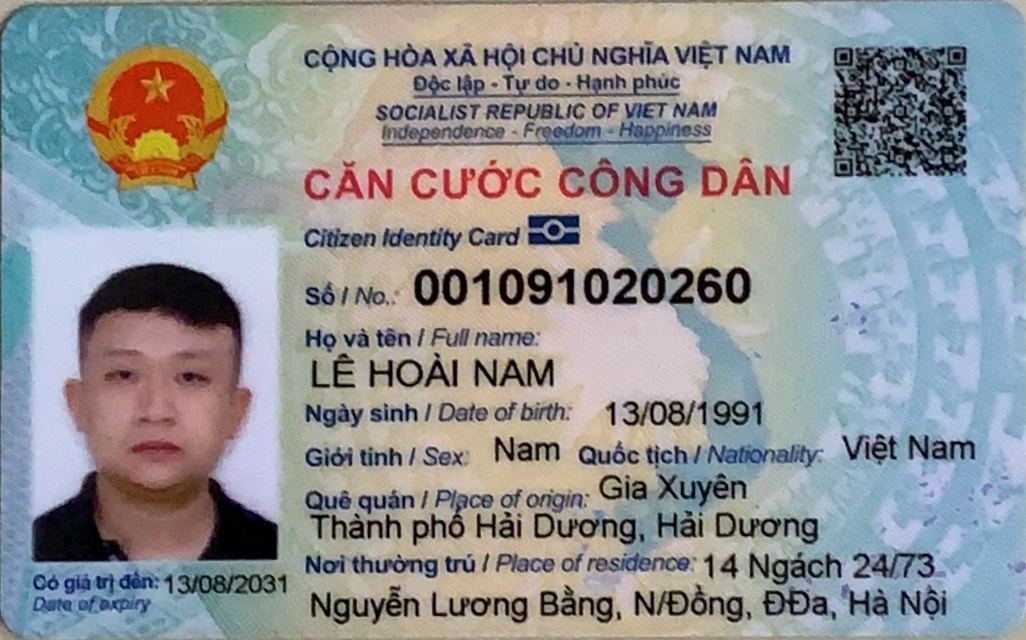 CỘNG HÒA XÃ HỘI CHỦ NGHĨA VIỆT NAM
Độc lập - Tự do - Hạnh phúc
SOCIALIST REPUBLIC OF VIET NAM
Independence - Freedom - Happiness
CĂN CƯỚC CÔNG DÂN
Citizen Identity Card
Số / No.: 001091020260
Họ và tên / Full name:
LÊ HOÀI NAM
Ngày sinh / Date of birth: 13/08/1991
Giới tính / Sex: Nam Quốc tịch / Nationality: Việt Nam
Quê quán / Place of origin: Gia Xuyên
Thành phố Hải Dương, Hải Dương
Nơi thường trú / Place of residence: 14 Ngách 24/73
Nguyễn Lương Bằng, N/Đồng, ĐĐa, Hà Nội
Có giá trị đến: 13/08/2031
Date of expiry